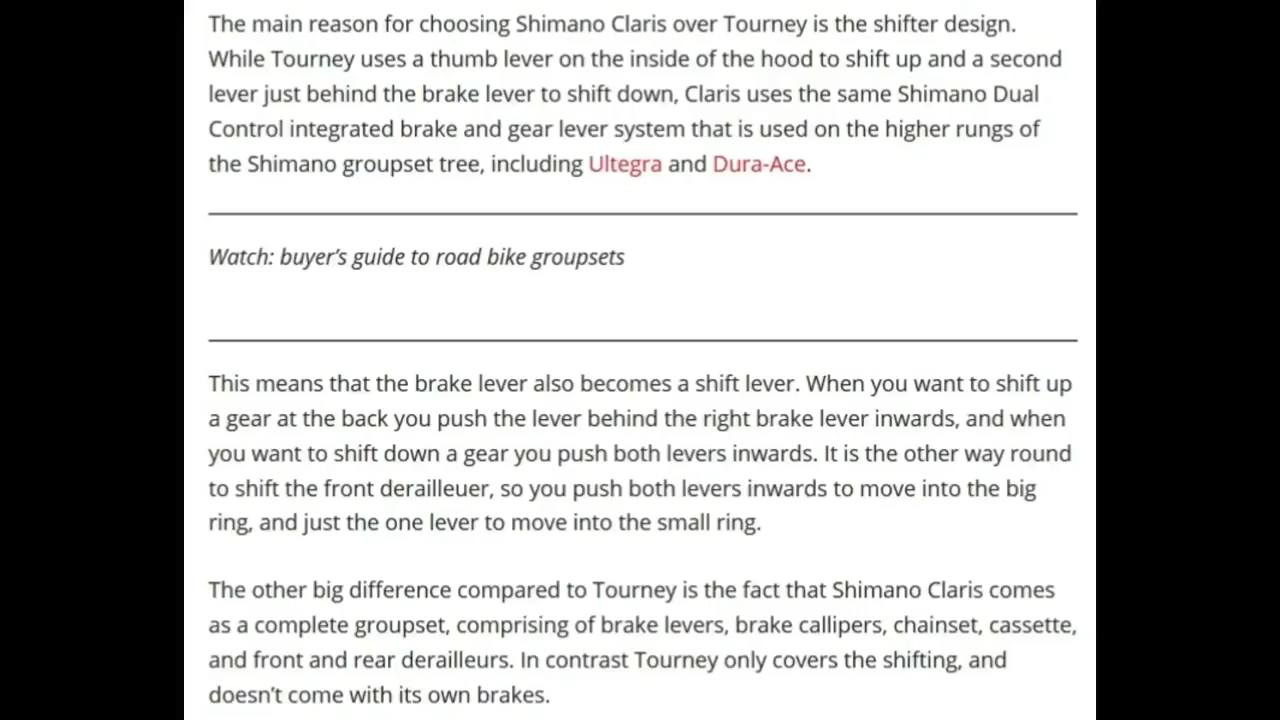 The main reason for choosing Shimano Claris over Tourney is the shifter design.
While Tourney uses a thumb lever on the inside of the hood to shift up and a second
lever just behind the brake lever to shift down, Claris uses the same Shimano Dual
Control integrated brake and gear lever system that is used on the higher rungs of
the Shimano groupset tree, including Ultegra and Dura-Ace.
Watch: buyer's guide to road bike groupsets
This means that the brake lever also becomes a shift lever. When you want to shift up
a gear at the back you push the lever behind the right brake lever inwards, and when
you want to shift down a gear you push both levers inwards. It is the other way round
to shift the front derailleuer, so you push both levers inwards to move into the big
ring, and just the one lever to move into the small ring.
The other big difference compared to Tourney is the fact that Shimano Claris comes
as a complete groupset, comprising of brake levers, brake callipers, chainset, cassette,
and front and rear derailleurs. In contrast Tourney only covers the shifting, and
doesn't come with its own brakes.